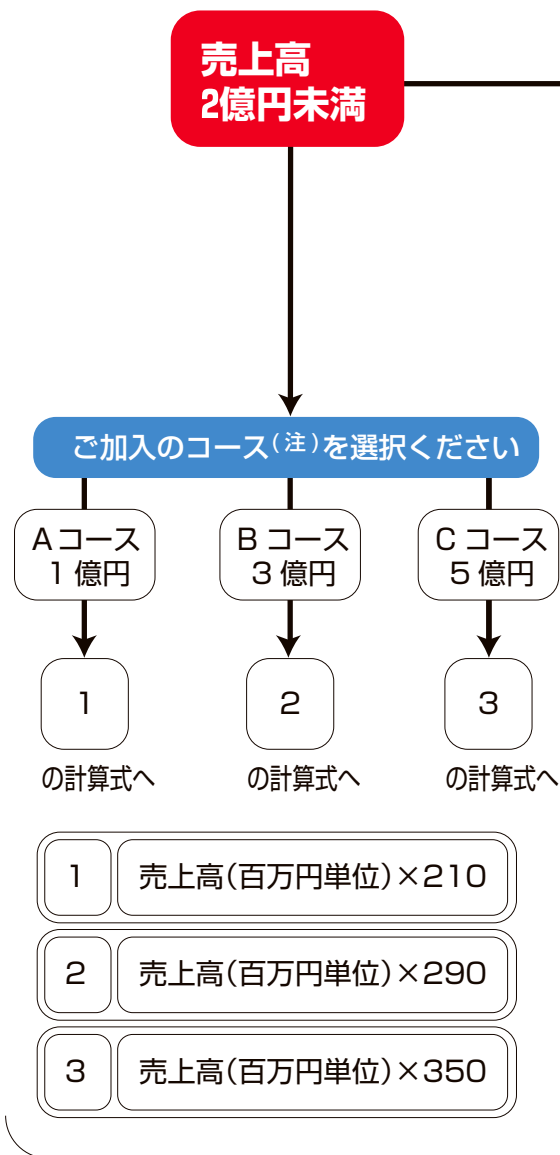 売上高
2億円未満
ご加入のコース(注)を選択ください
Aコース
1億円
Bコース
3億円
Cコース
5億円
1
2
3
の計算式へ
の計算式へ
の計算式へ
1 売上高(百万円単位)×210
2 売上高(百万円単位)×290
3 売上高(百万円単位)×350